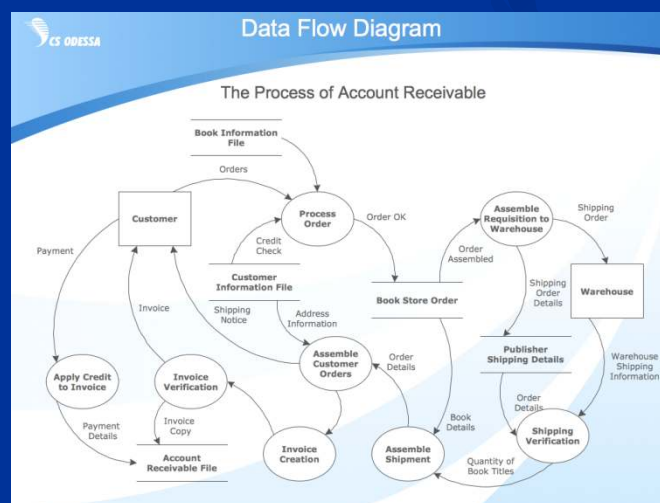 CS ODESSA
Data Flow Diagram
The Process of Account Receivable
Book Information
File
Orders
Customer
Process
Order
Order OK
Assemble
Requisition to
Warehouse
Shipping
Order
Payment
Credit
Check
Order
Assembled
Customer
Information File
Shipping
Notice
Invoice
Address
Information
Book Store Order
Shipping
Order
Details
Warehouse
Apply Credit
to Invoice
Invoice
Verification
Assemble
Customer
Orders
Order
Details
Publisher
Shipping Details
Warehouse
Shipping
Information
Payment
Details
Invoice
Copy
Book
Details
Order
Details
Account
Receivable File
Invoice
Creation
Assemble
Shipment
Shipping
Verification
Quantity of
Book Titles